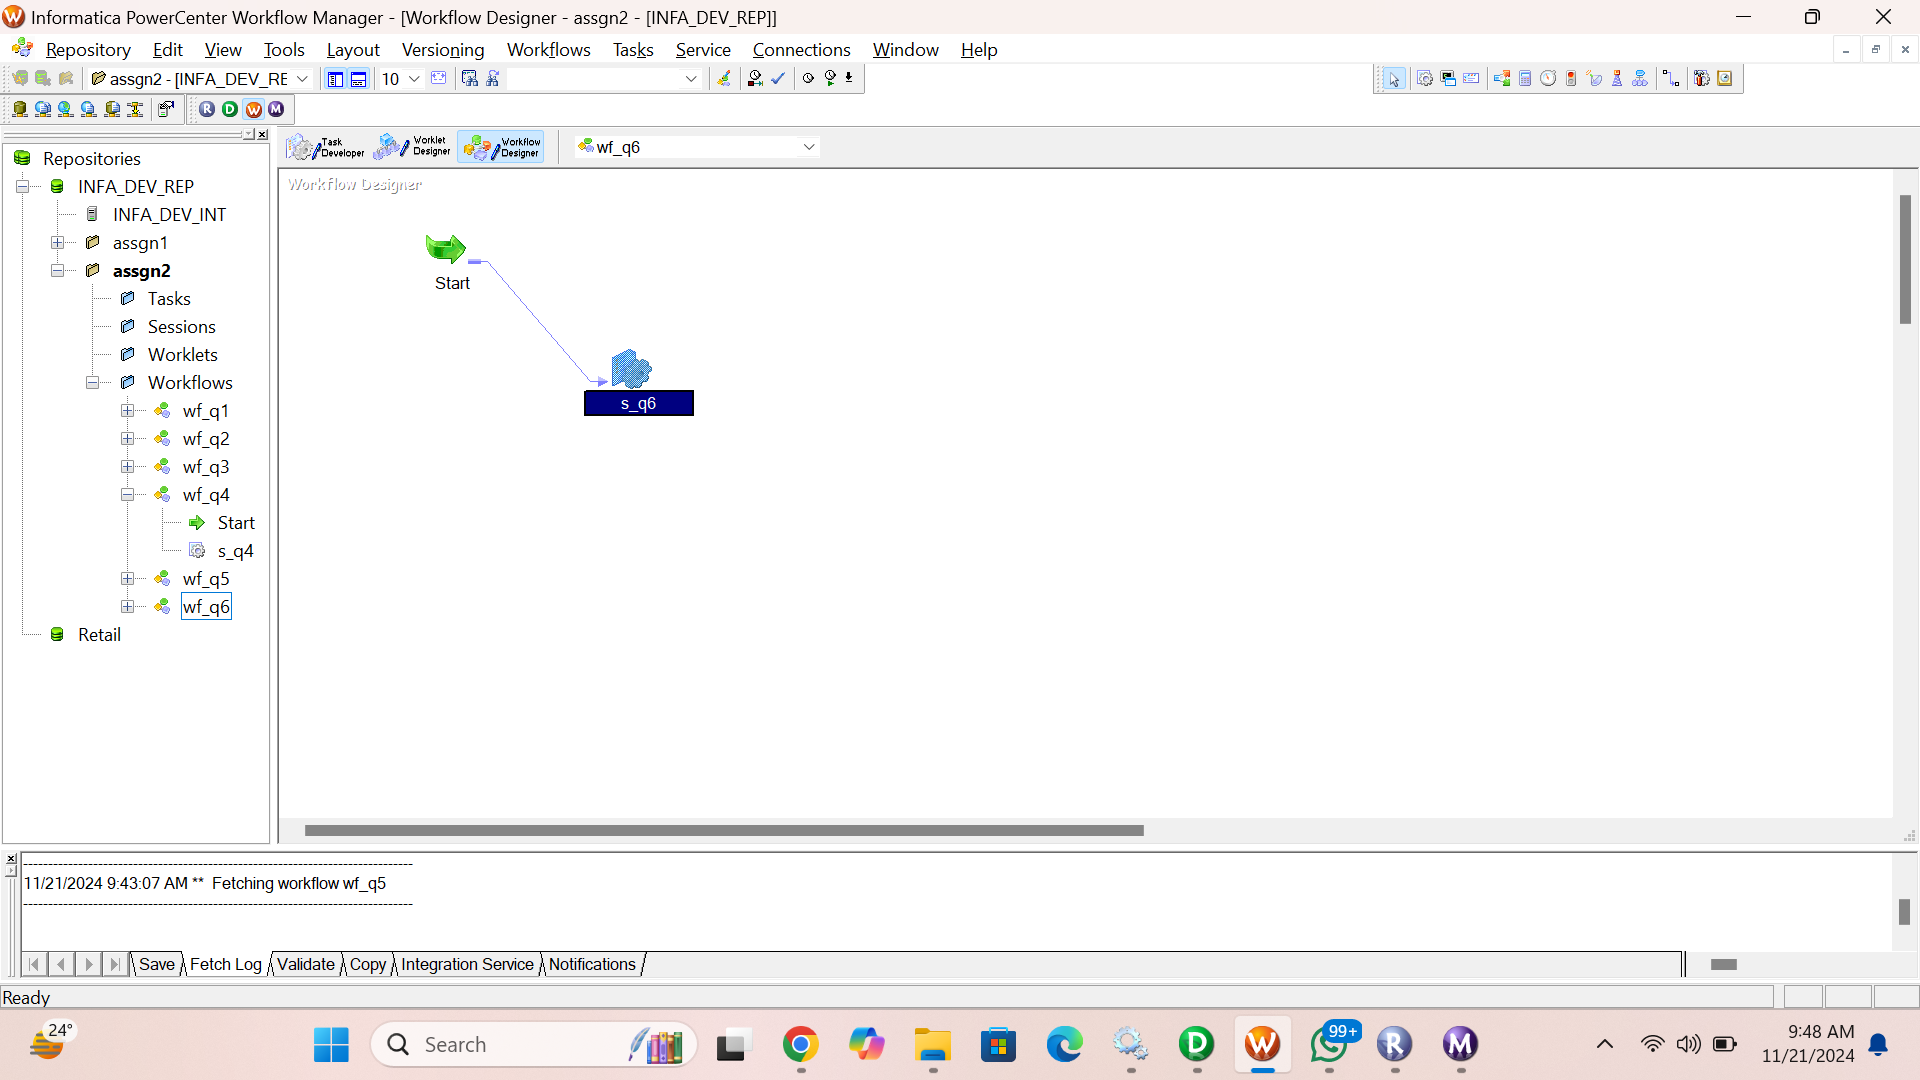 Informatica PowerCenter Workflow Manager - [Workflow Designer - assgn2 - [INFA_DEV_REP]]
Repository Edit View Tools Layout Versioning Workflows Tasks Service Connections Window Help
assgn2 - [INFA_DEV_RE
10
R D W M
Repositories
INFA_DEV_REP
INFA_DEV_INT
assgn1
assgn2
Tasks
Sessions
Worklets
Workflows
wf_q1
wf_q2
wf_q3
wf_q4
Start
s_q4
wf_q5
wf_q6
Retail
Task Developer
Worklet Designer
Workflow Designer
wf_q6
Workflow Designer
Start
s_q6
11/21/2024 9:43:07 AM ** Fetching workflow wf_q5
Save Fetch Log Validate Copy Integration Service Notifications
Ready
24°
Search
99+
9:48 AM
11/21/2024